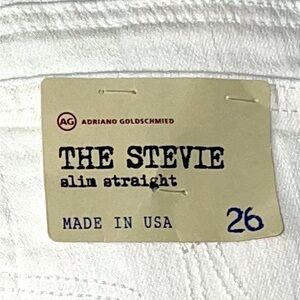 AG ADRIANO GOLDSCHMIED
THE STEVIE
slim straight
MADE IN USA 26